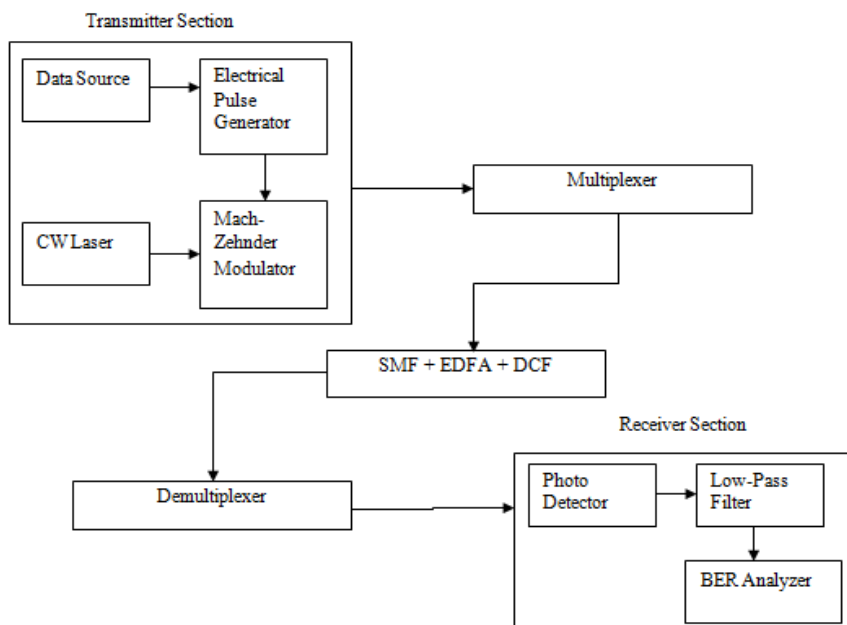 Transmitter Section
Data Source
Electrical
Pulse
Generator
CW Laser
Mach-
Zehnder
Modulator
Multiplexer
SMF + EDFA + DCF
Demultiplexer
Receiver Section
Photo
Detector
Low-Pass
Filter
BER Analyzer